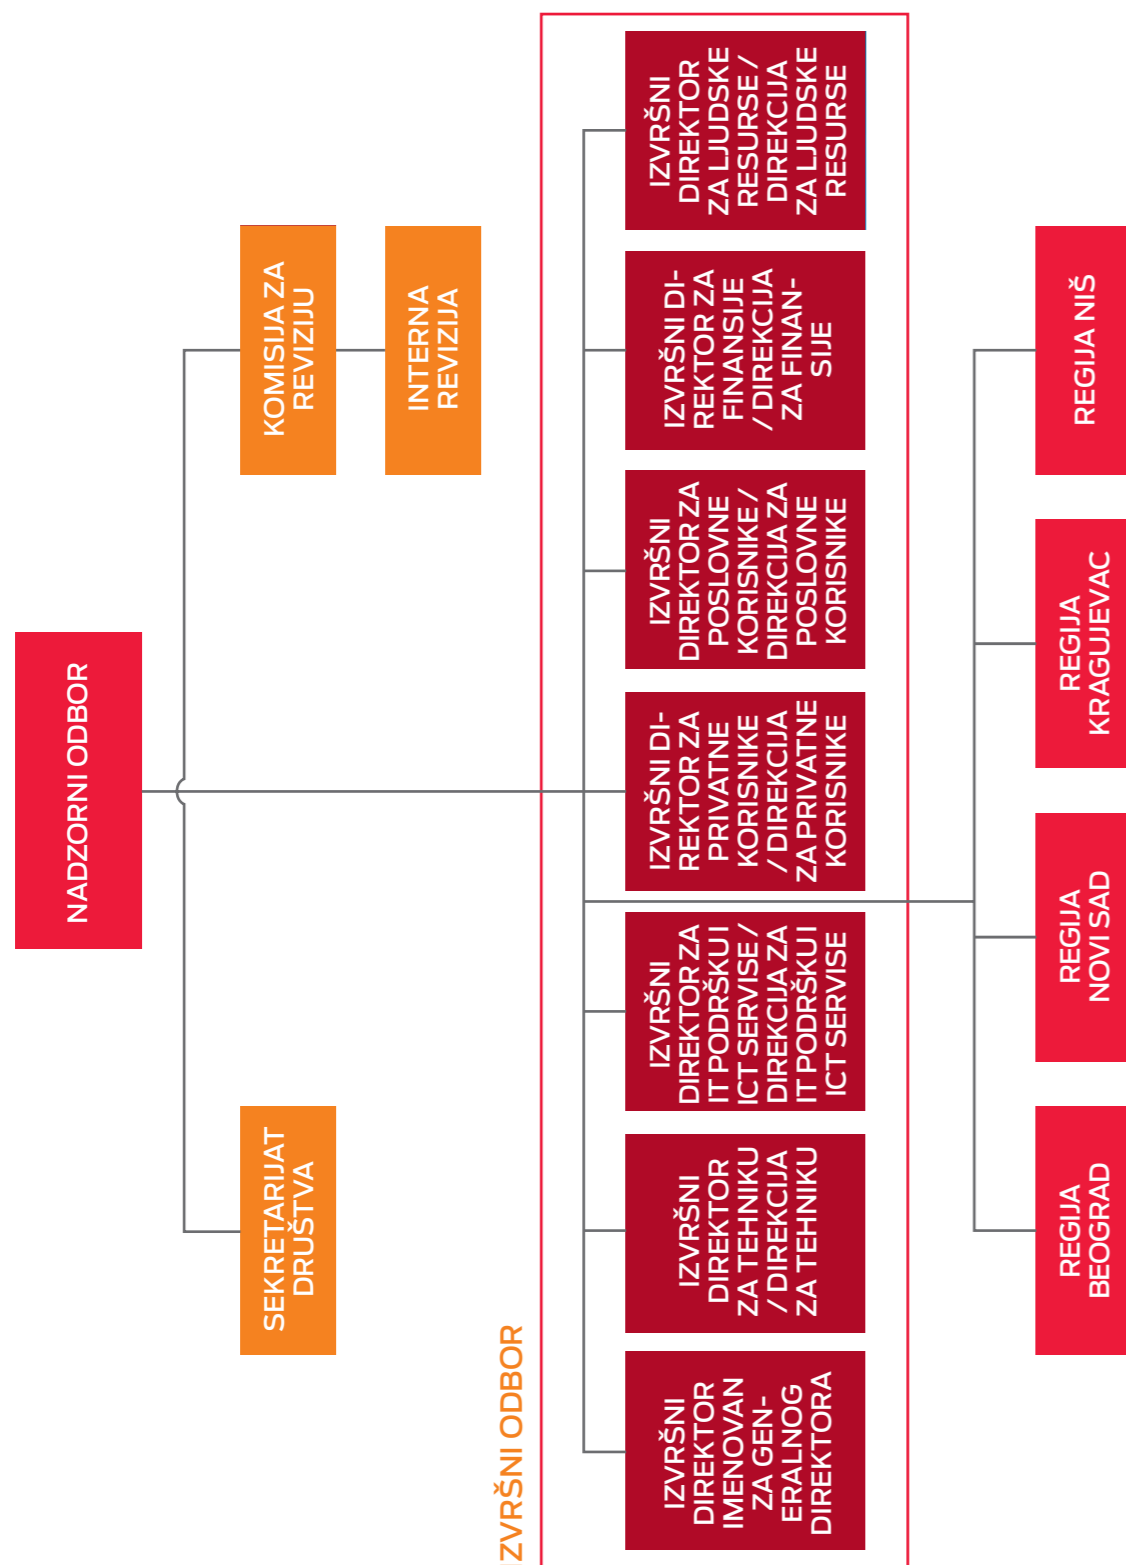 NADZORNI ODBOR
SEKRETARIJAT
DRUŠTVA
KOMISIJA ZA
REVIZIJU
INTERNA
REVIZIJA
IZVRŠNI ODBOR
IZVRŠNI
DIREKTOR
IMENOVAN
ZA GEN-
ERALNOG
DIREKTORA
IZVRŠNI
DIREKTOR
ZA TEHNIKU
/ DIREKCIJA
ZA TEHNIKU
IZVRŠNI
DIREKTOR ZA
IT PODRŠKU I
ICT SERVISE /
DIREKCIJA ZA
IT PODRŠKU I
ICT SERVISE
IZVRŠNI DI-
REKTOR ZA
PRIVATNE
KORISNIKE
/ DIREKCIJA
ZA PRIVATNE
KORISNIKE
IZVRŠNI
DIREKTOR ZA
POSLOVNE
KORISNIKE /
DIREKCIJA ZA
POSLOVNE
KORISNIKE
IZVRŠNI DI-
REKTOR ZA
FINANSIJE
/ DIREKCIJA
ZA FINAN-
SIJE
IZVRŠNI
DIREKTOR
ZA LJUDSKE
RESURSE /
DIREKCIJA
ZA LJUDSKE
RESURSE
REGIJA
BEOGRAD
REGIJA
NOVI SAD
REGIJA
KRAGUJEVAC
REGIJA NIŠ